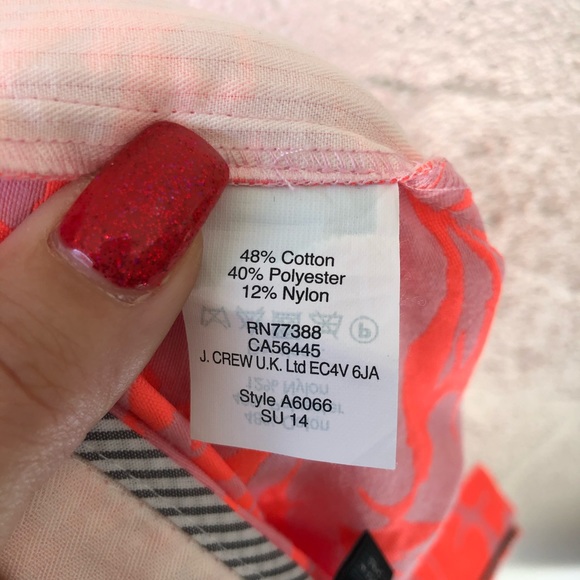 48% Cotton
40% Polyester
12% Nylon
RN77388
CA56445
J. CREW U.K. Ltd EC4V 6JA
Style A6066
SU 14